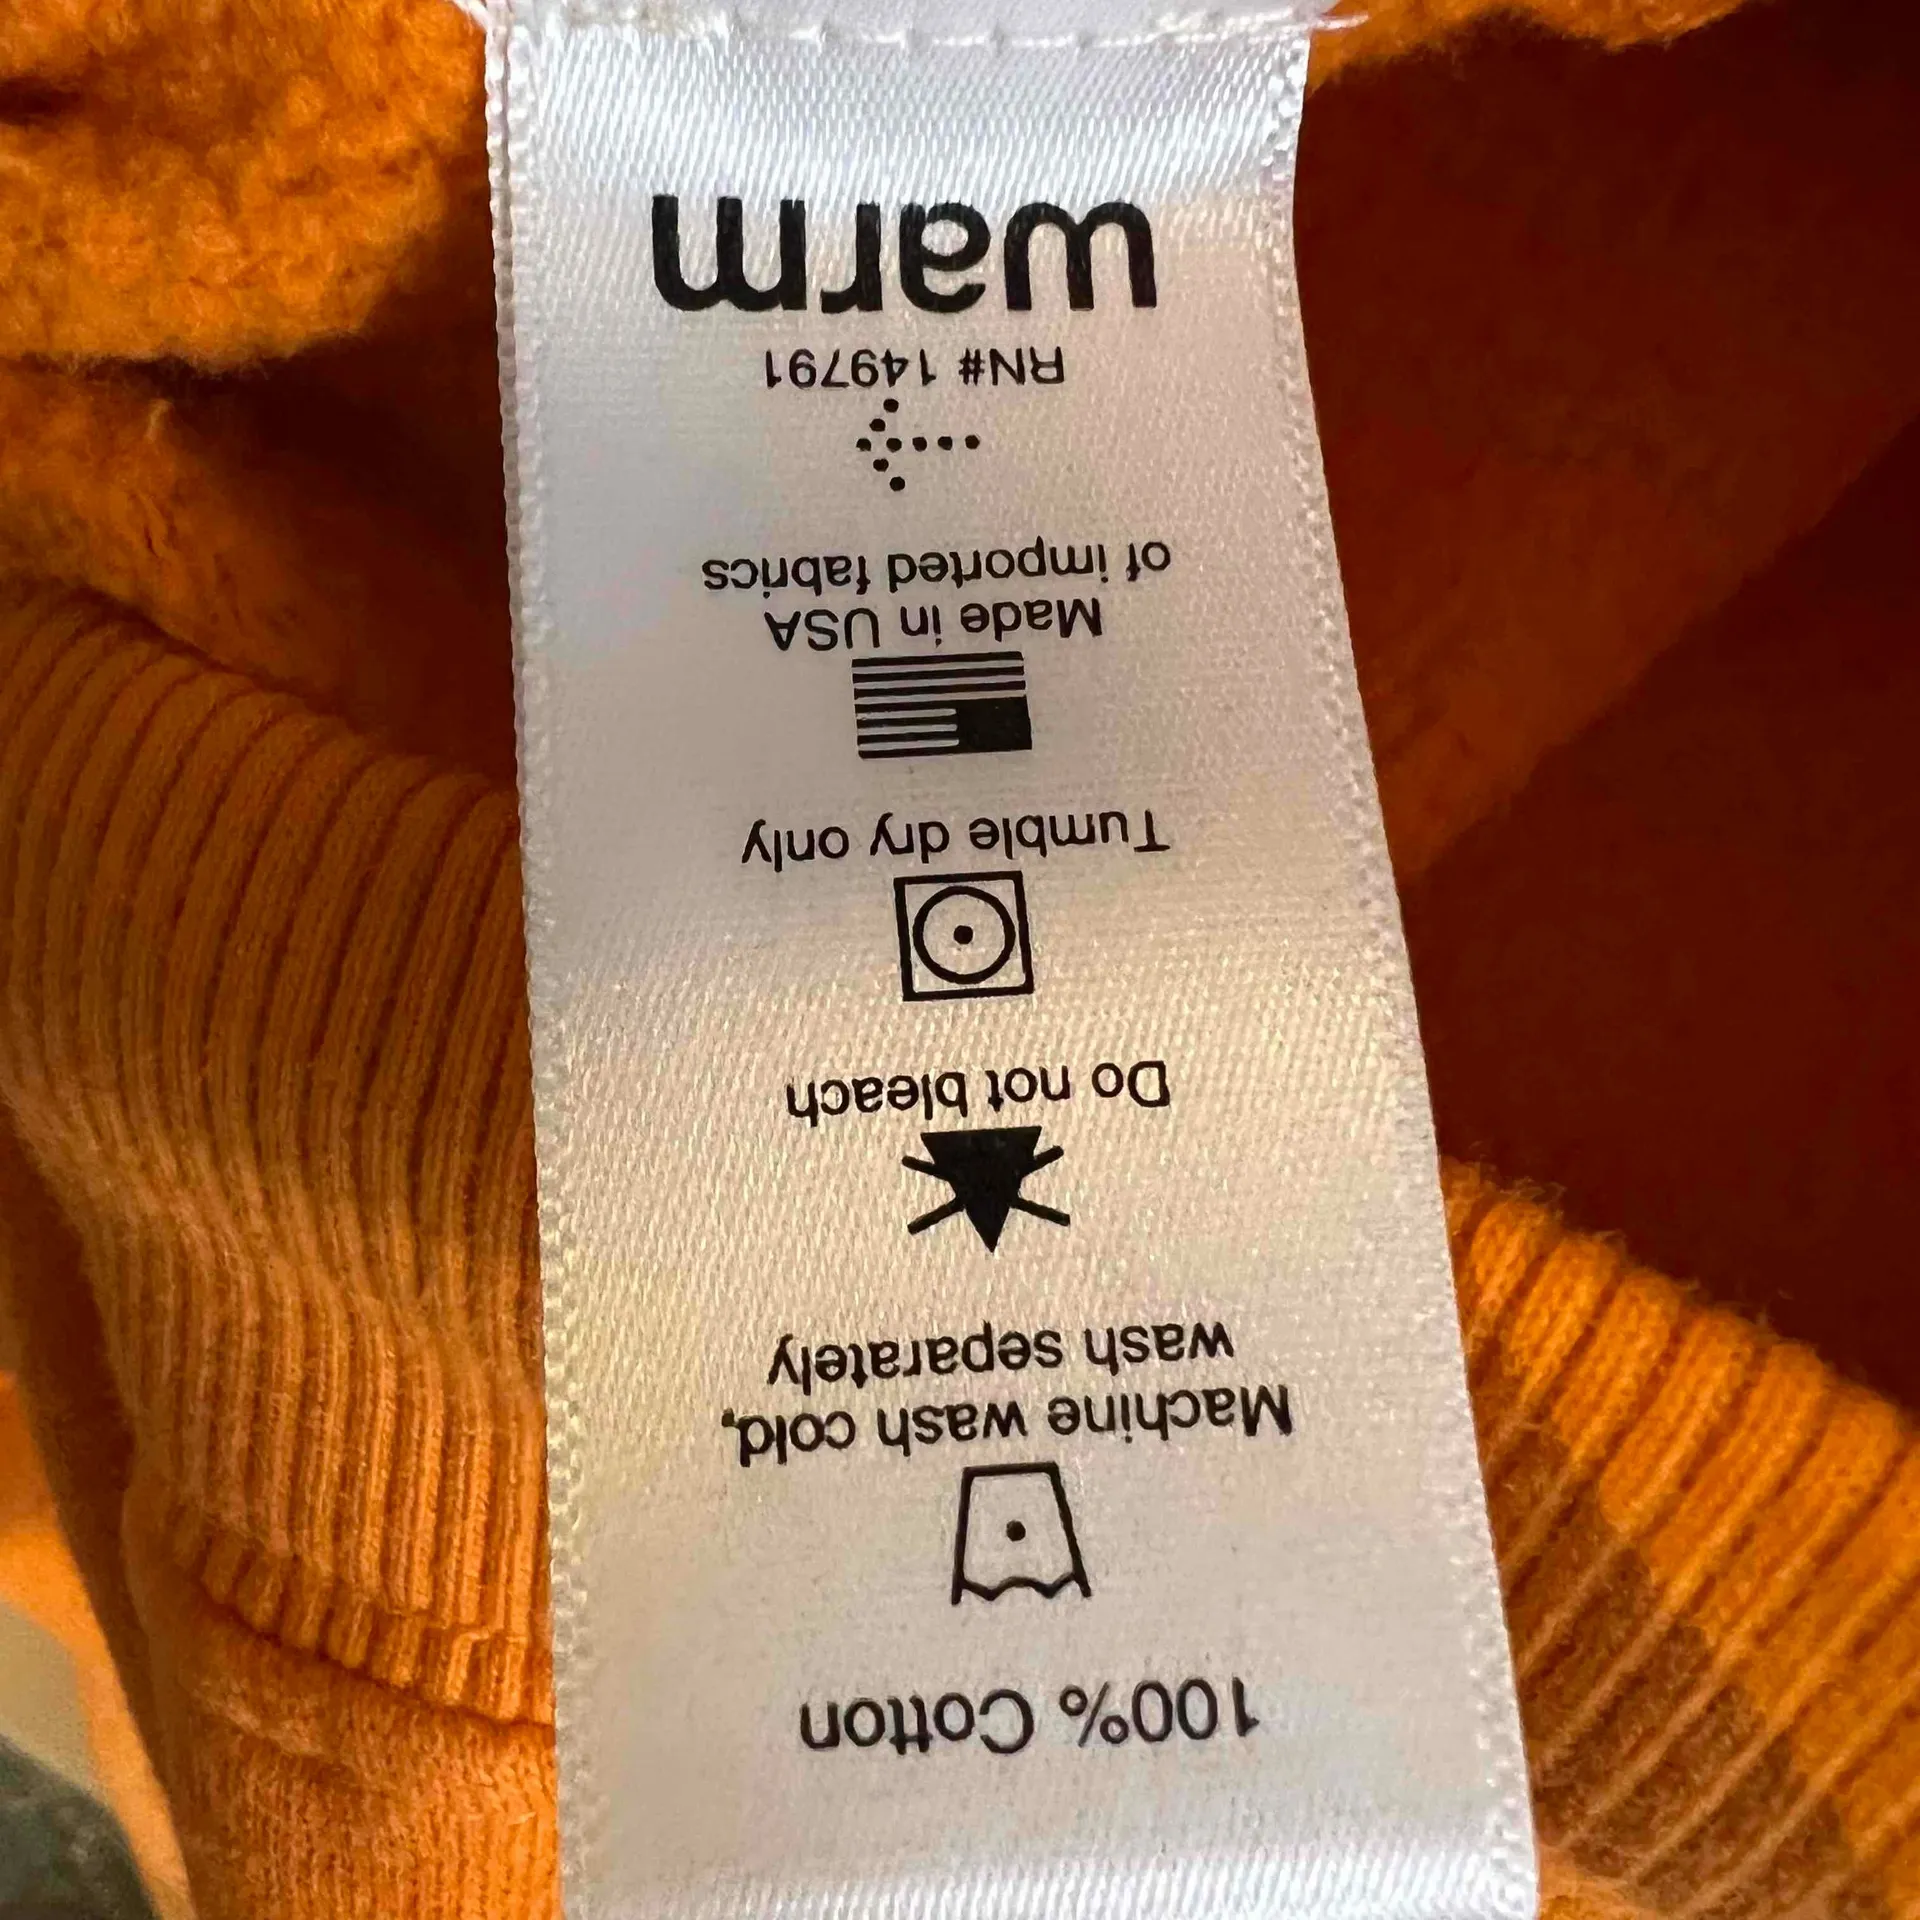 100% Cotton
Machine wash cold,
wash separately
Do not bleach
Tumble dry only
Made in USA
of imported fabrics
RN# 149791
warm